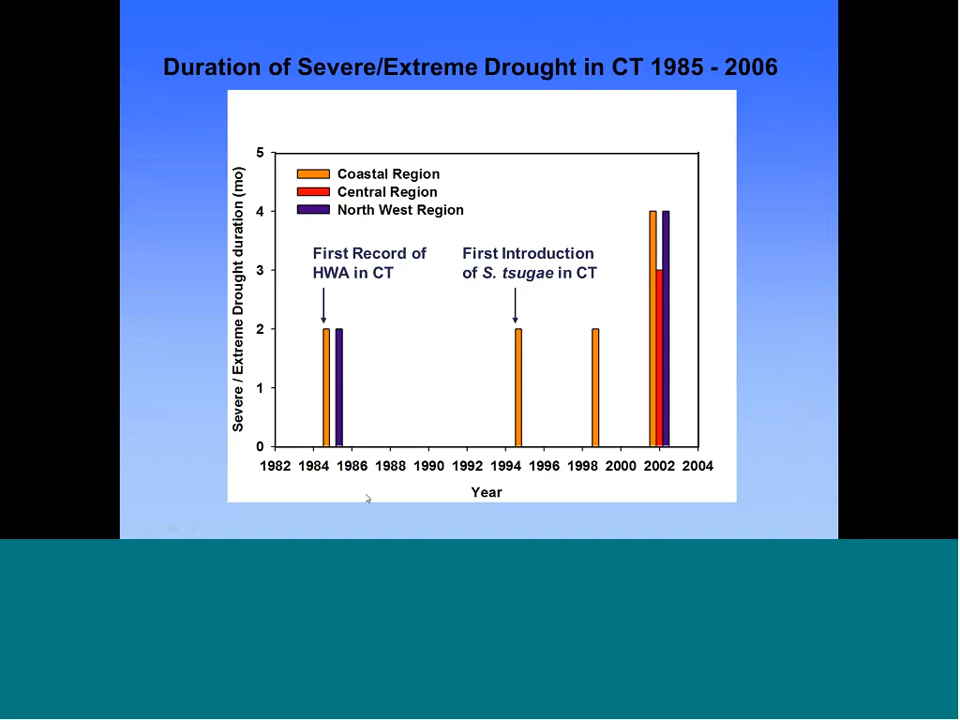 Duration of Severe/Extreme Drought in CT 1985 - 2006
5
Coastal Region
Central Region
North West Region
4
First Record of
HWA in CT
First Introduction
of S. tsugae in CT
3
2
1
0
Severe / Extreme Drought duration (mo)
1982 1984 1986 1988 1990 1992 1994 1996 1998 2000 2002 2004
Year